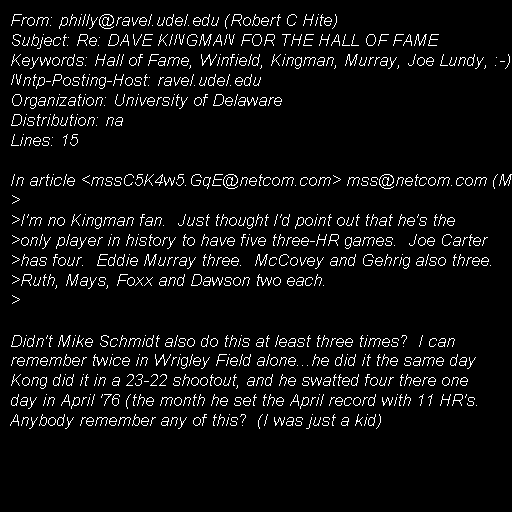 From: philly@ravel.udel.edu (Robert C Hite)
Subject: Re: DAVE KINGMAN FOR THE HALL OF FAME
Keywords: Hall of Fame, Winfield, Kingman, Murray, Joe Lundy, :-)
Nntp-Posting-Host: ravel.udel.edu
Organization: University of Delaware
Distribution: na
Lines: 15

In article <mssC5K4w5.GqE@netcom.com> mss@netcom.com (M
>
>I'm no Kingman fan.  Just thought I'd point out that he's the
>only player in history to have five three-HR games.  Joe Carter
>has four.  Eddie Murray three.  McCovey and Gehrig also three.
>Ruth, Mays, Foxx and Dawson two each.
>

Didn't Mike Schmidt also do this at least three times?  I can
remember twice in Wrigley Field alone...he did it the same day
Kong did it in a 23-22 shootout, and he swatted four there one
day in April '76 (the month he set the April record with 11 HR's.
Anybody remember any of this?  (I was just a kid)